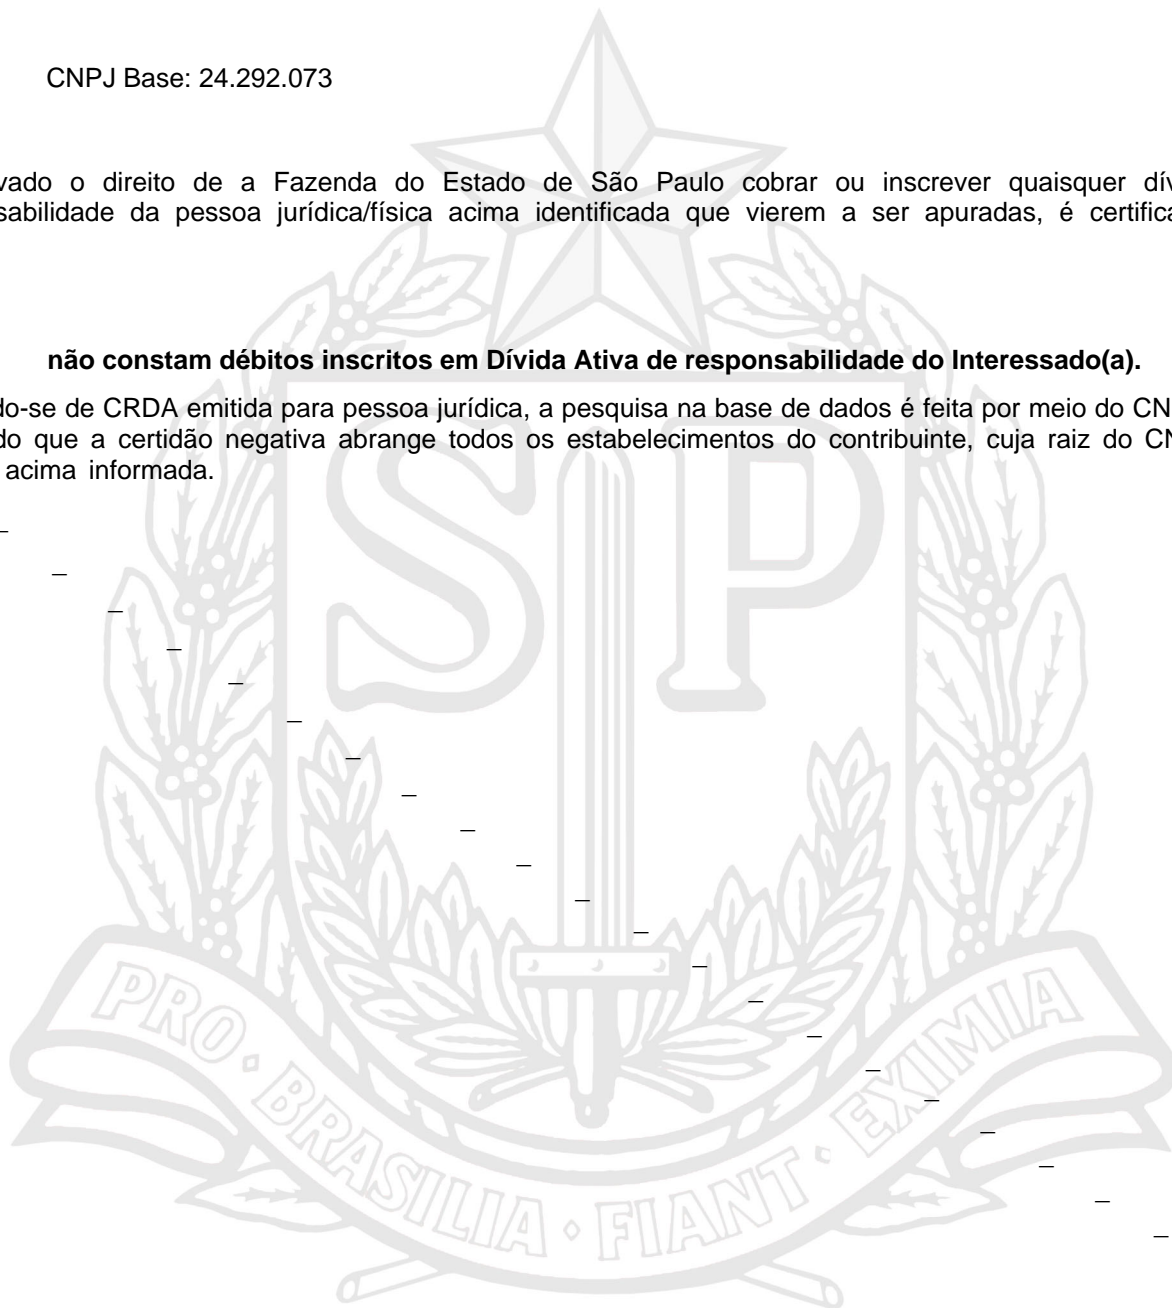 CNPJ Base: 24.292.073
vado o direito de a Fazenda do Estado de São Paulo cobrar ou inscrever quaisquer dív
sabilidade da pessoa jurídica/física acima identificada que vierem a ser apuradas, é certifica
não constam débitos inscritos em Dívida Ativa de responsabilidade do Interessado(a).
do-se de CRDA emitida para pessoa jurídica, a pesquisa na base de dados é feita por meio do CN
do que a certidão negativa abrange todos os estabelecimentos do contribuinte, cuja raiz do CN
acima informada.
SP
PRO · BRASILIA · FIANT · EXIMIA